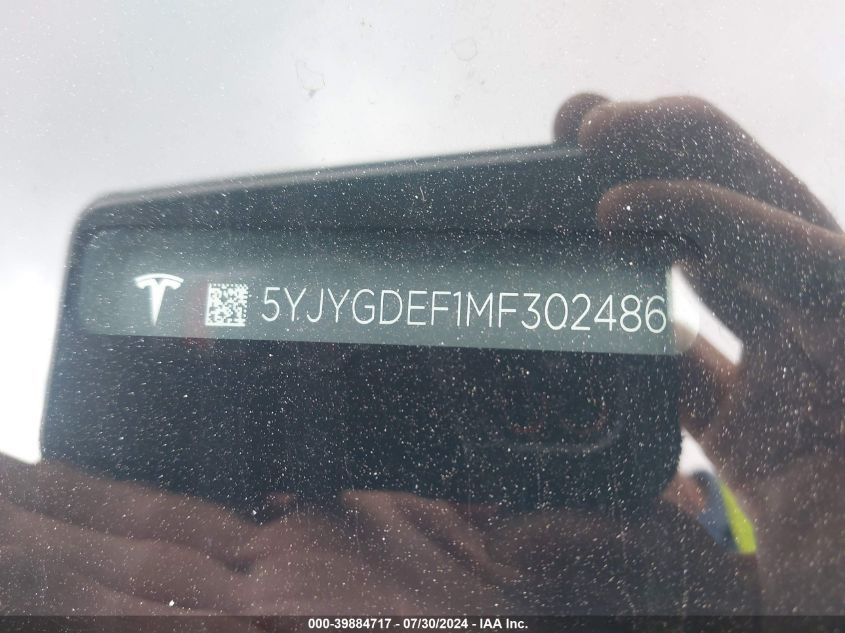 5YJYGDEF1MF302486
000-39884717 / 07/30/2024 - IAA Inc.